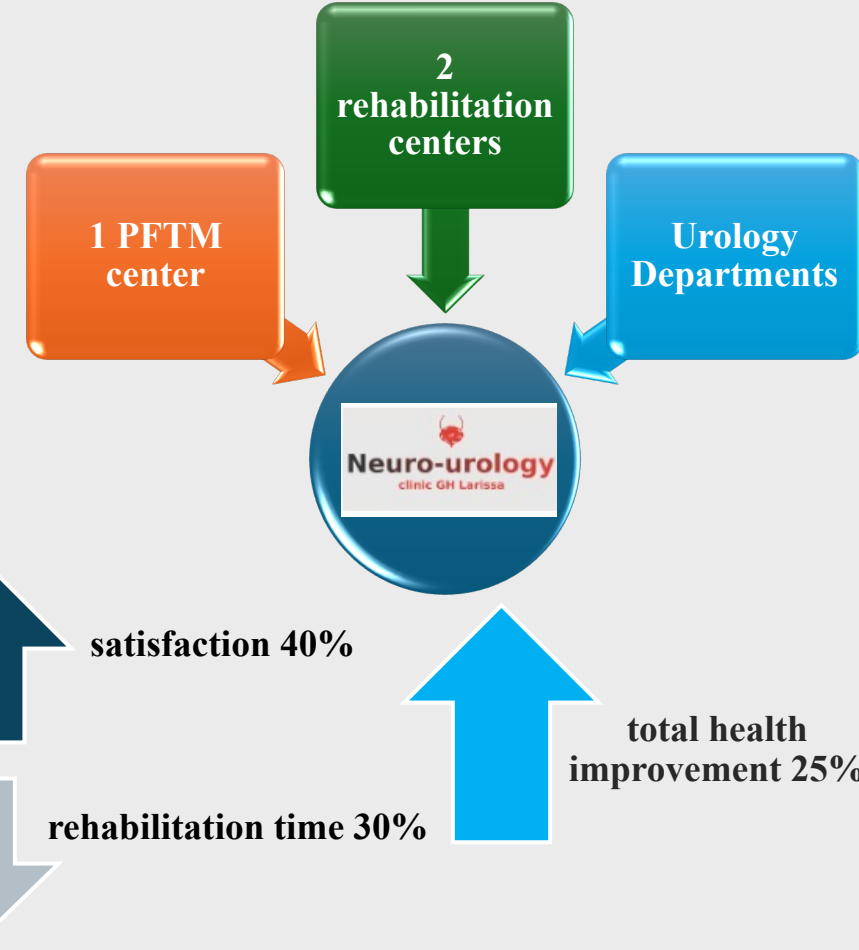 2
rehabilitation
centers
1 PFTM
center
Urology
Departments
Neuro-urology
clinic GH Larissa
satisfaction 40%
total health
improvement 25%
rehabilitation time 30%